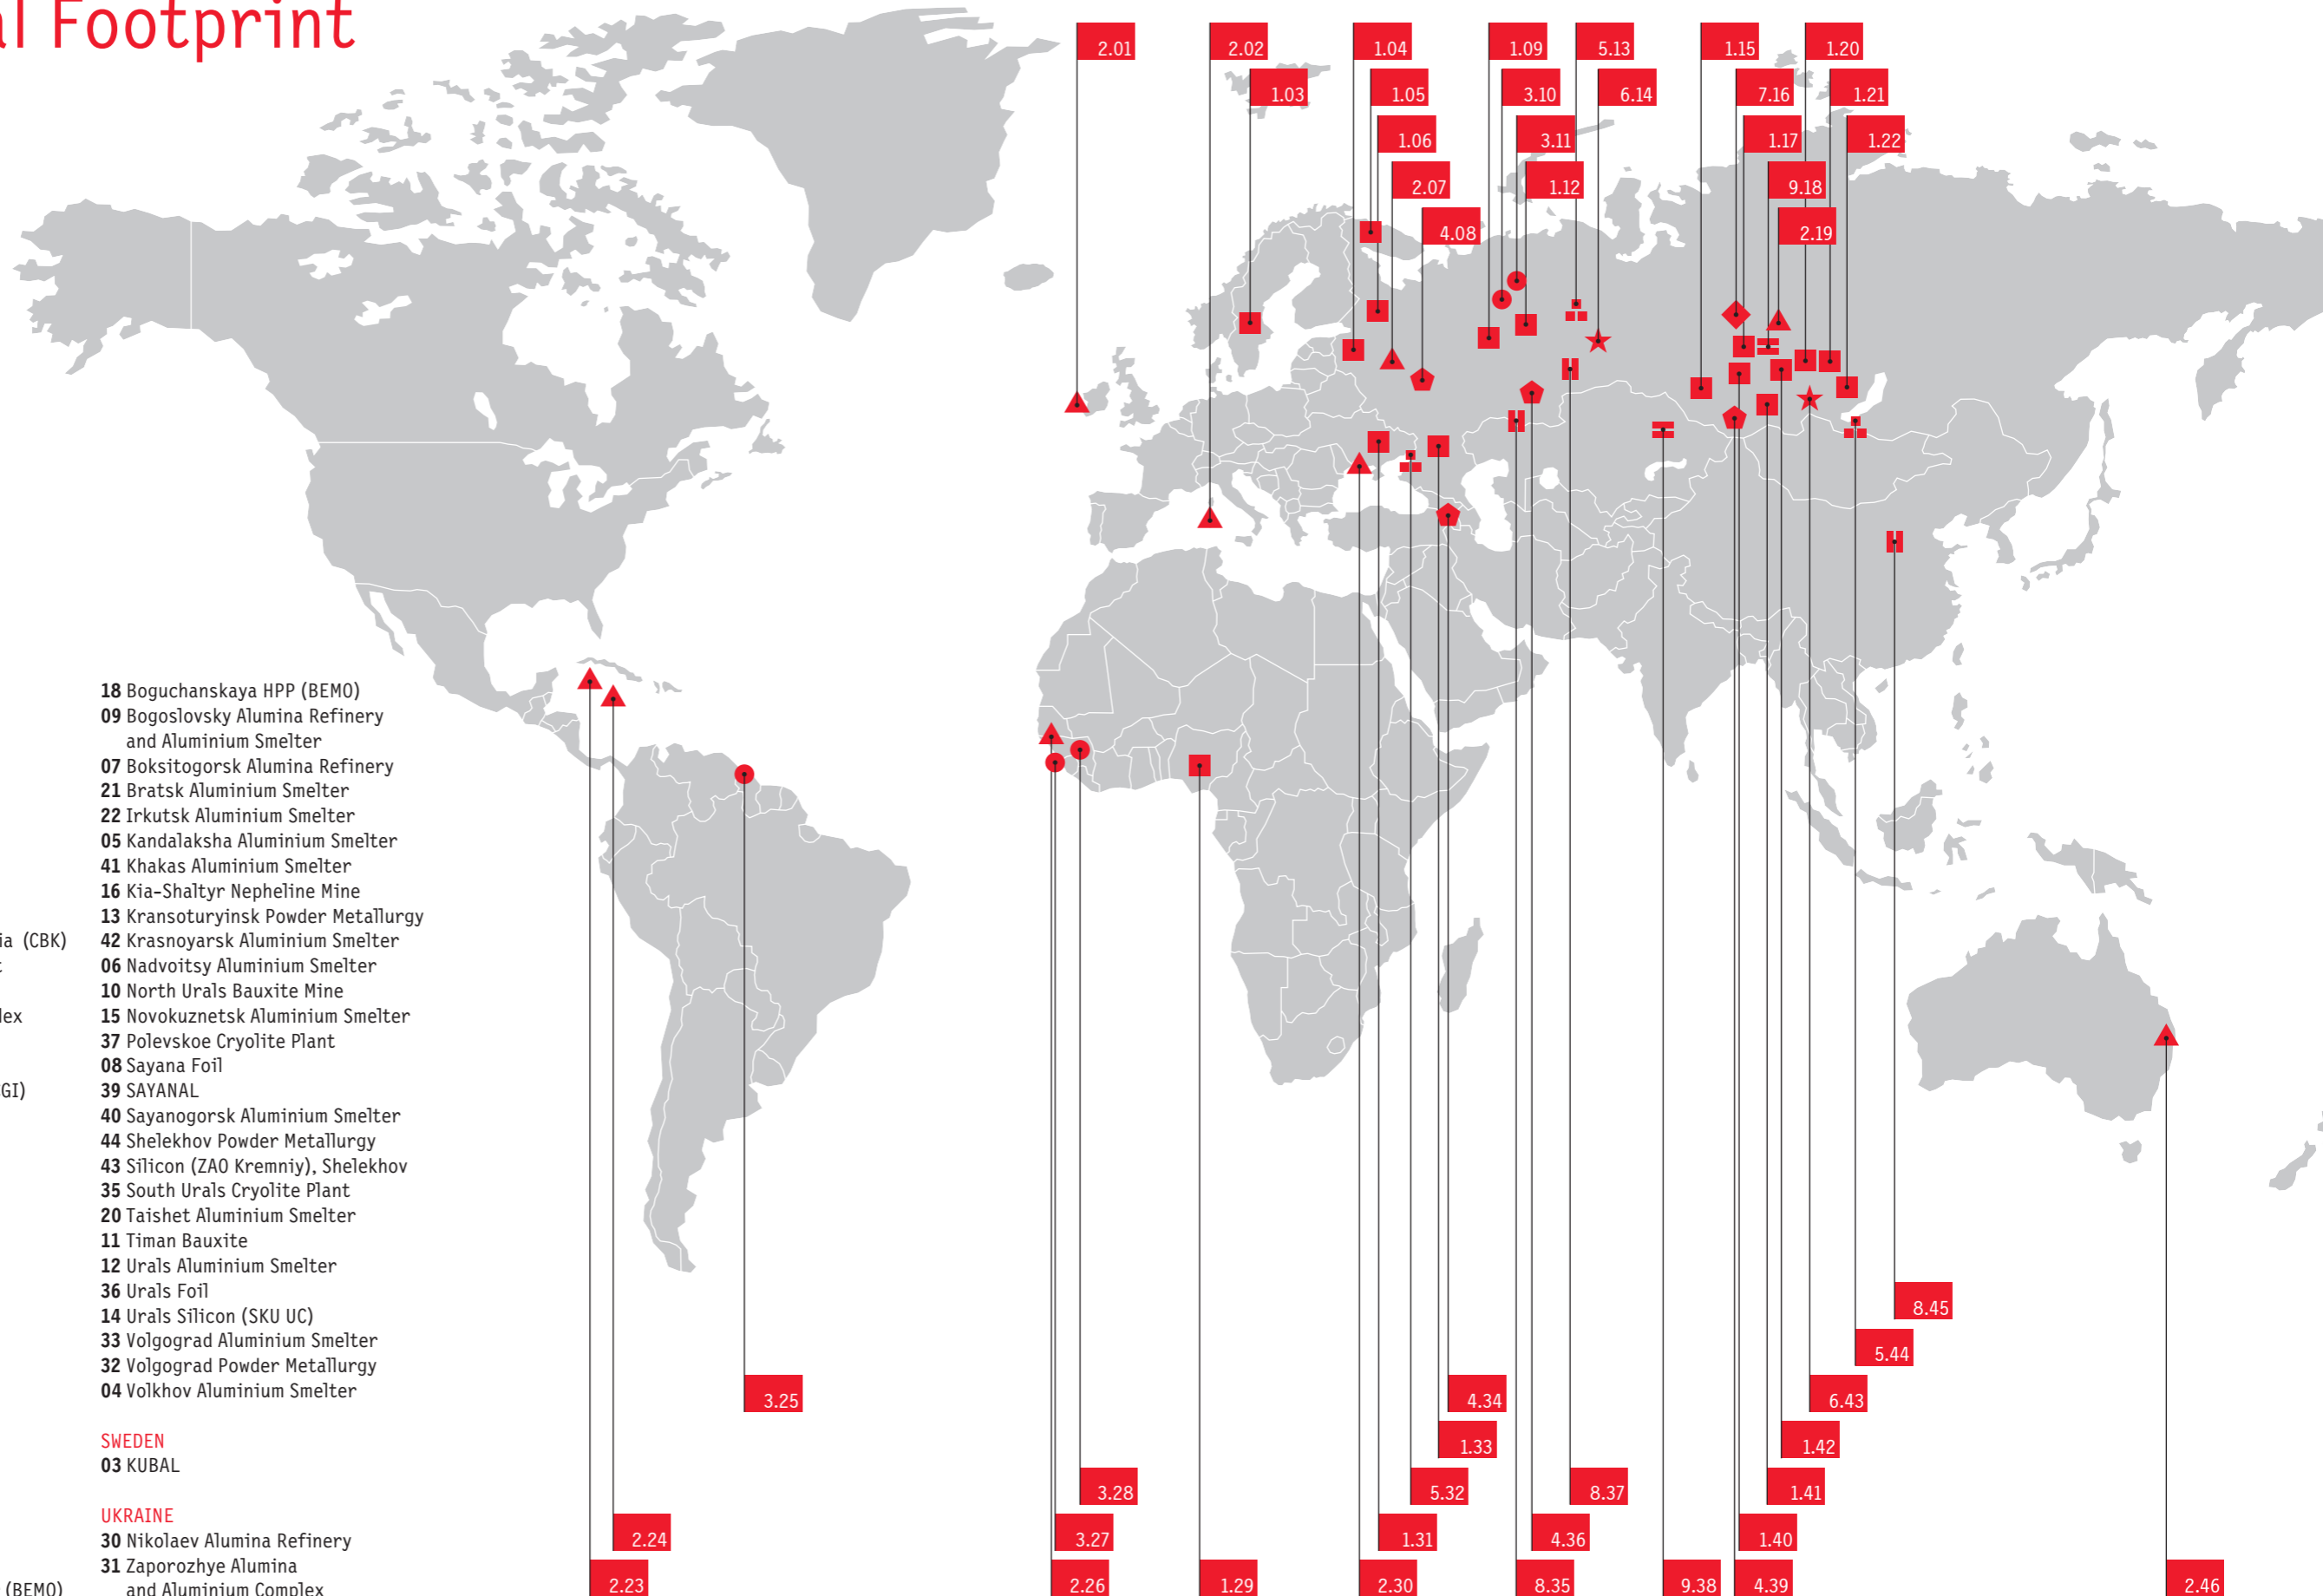 al Footprint
2.01
2.02
1.04
1.09
5.13
1.15
1.20
1.03
1.05
3.10
6.14
7.16
1.21
1.06
3.11
1.17
1.22
2.07
1.12
9.18
4.08
2.19
18 Boguchanskaya HPP (BEMO)
09 Bogoslovsky Alumina Refinery
and Aluminium Smelter
07 Boksitogorsk Alumina Refinery
21 Bratsk Aluminium Smelter
22 Irkutsk Aluminium Smelter
05 Kandalaksha Aluminium Smelter
41 Khakas Aluminium Smelter
16 Kia-Shaltyr Nepheline Mine
13 Kransoturyinsk Powder Metallurgy
42 Krasnoyarsk Aluminium Smelter
06 Nadvoitsy Aluminium Smelter
10 North Urals Bauxite Mine
15 Novokuznetsk Aluminium Smelter
37 Polevskoe Cryolite Plant
08 Sayana Foil
39 SAYANAL
40 Sayanogorsk Aluminium Smelter
44 Shelekhov Powder Metallurgy
43 Silicon (ZAO Kremniy), Shelekhov
35 South Urals Cryolite Plant
20 Taishet Aluminium Smelter
11 Timan Bauxite
12 Urals Aluminium Smelter
36 Urals Foil
14 Urals Silicon (SKU UC)
33 Volgograd Aluminium Smelter
32 Volgograd Powder Metallurgy
04 Volkhov Aluminium Smelter
SWEDEN
03 KUBAL
UKRAINE
30 Nikolaev Alumina Refinery
31 Zaporozhye Alumina
and Aluminium Complex
ia (CBK)
t
lex
GI)
(BEMO)
8.45
5.44
3.25
4.34
6.43
1.33
1.42
3.28
5.32
8.37
1.41
2.24
3.27
1.31
4.36
1.40
2.23
2.26
1.29
2.30
8.35
9.38
4.39
2.46